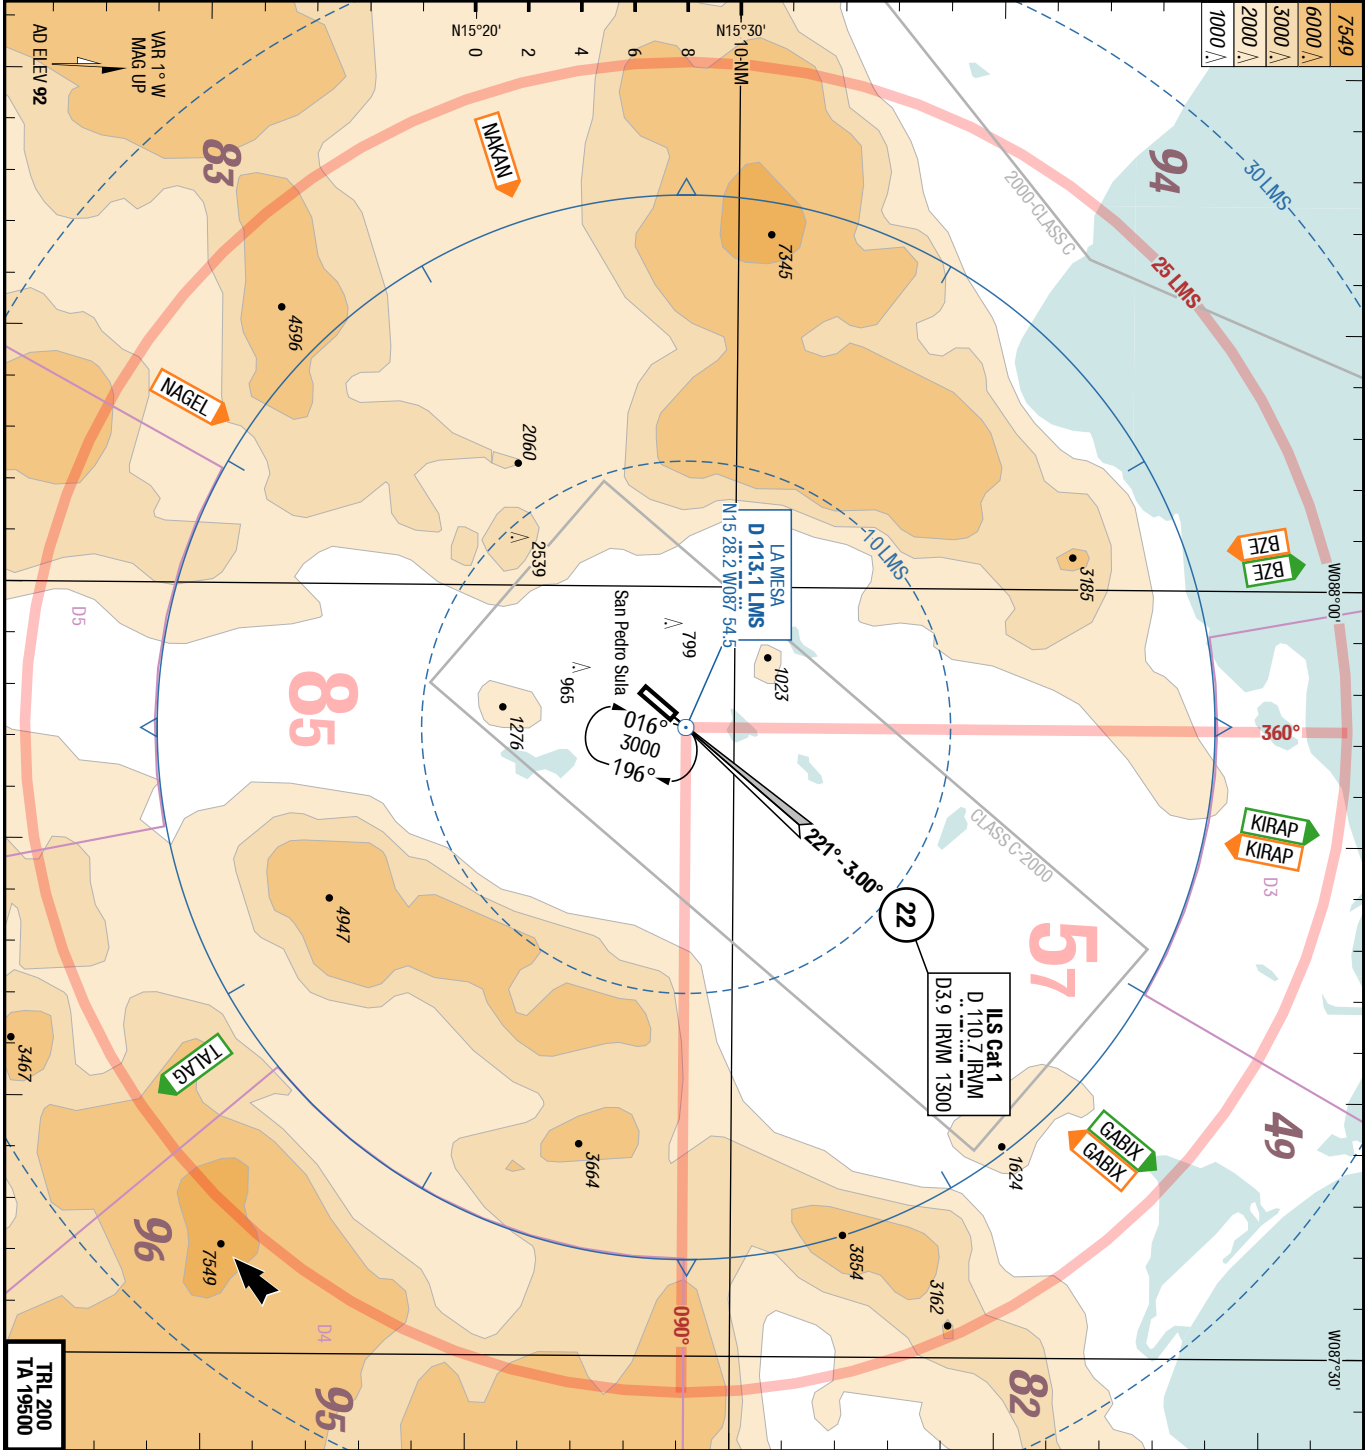 7549
6000
3000
2000
1000
N15°20'
N15°30'
0 2 4 6 8 10-NM
VAR 1° W
MAG UP
AD ELEV 92
83
NAKAN
94
30 LMS
2000-CLASS C
25 LMS
7345
4596
NAGEL
2060
2539
10 LMS
3185
BZE
BZE
W088°00'
LA MESA
D 113.1 LMS
N15 28.2 W087 54.5
San Pedro Sula
799
965
1023
1276
D5
85
016°
3000
196°
360°
221°-3.00°
22
CLASS C-2000
KIRAP
KIRAP
D3
57
ILS Cat 1
D 110.7 IRVM
D3.9 IRVM 1300
4947
3467
TALAG
3664
1624
GABIX
GABIX
49
96
7549
3854
3162
090°
W087°30'
D4
95
82
TRL 200
TA 19500